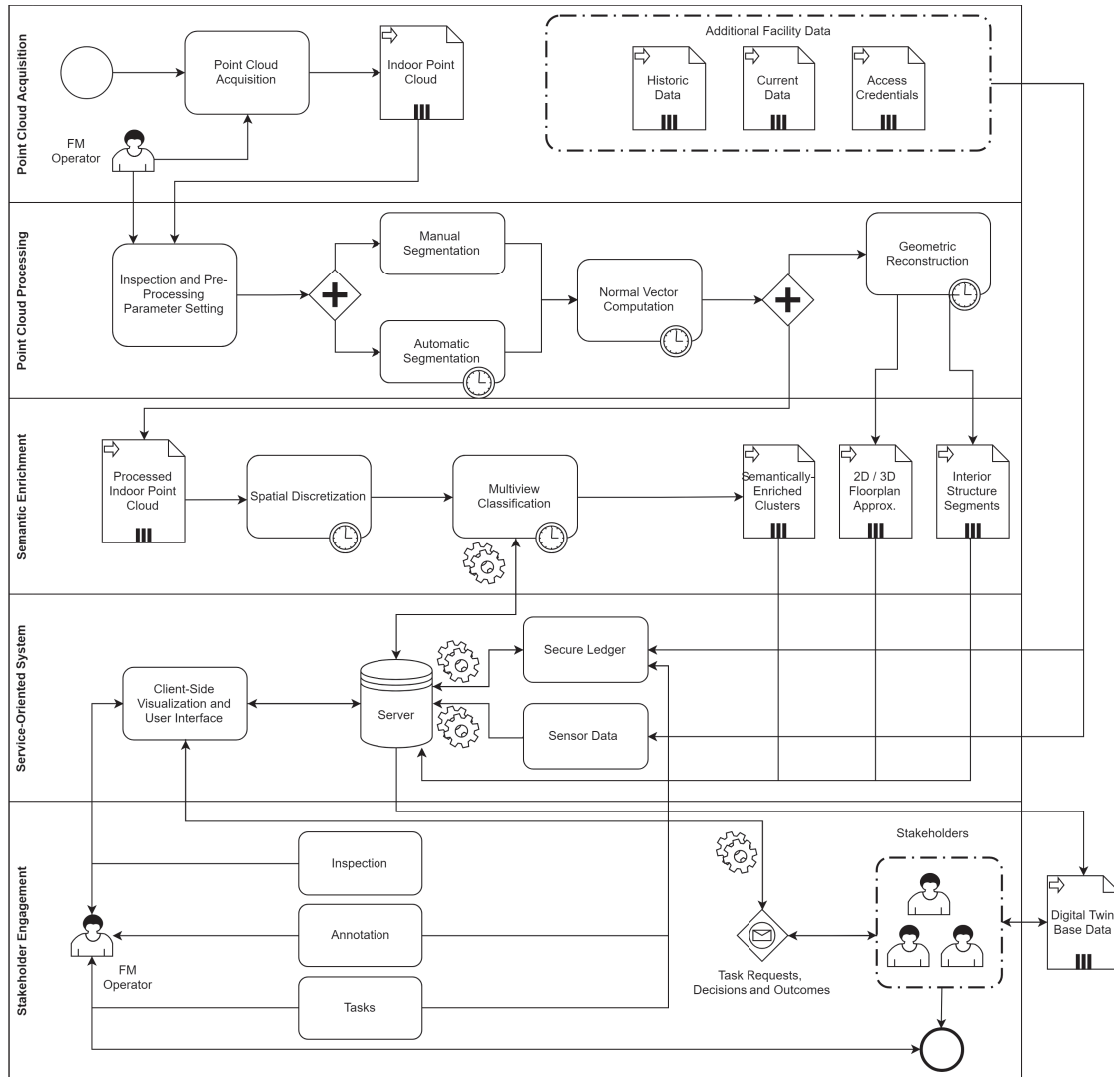 Point Cloud Acquisition
Point Cloud
Acquisition
Indoor Point
Cloud
FM
Operator
Additional Facility Data
Historic
Data
Current
Data
Access
Credentials
Point Cloud Processing
Inspection and Pre-
Processing
Parameter Setting
Manual
Segmentation
Automatic
Segmentation
Normal Vector
Computation
Geometric
Reconstruction
Semantic Enrichment
Processed
Indoor Point
Cloud
Spatial Discretization
Multiview
Classification
Semantically-
Enriched
Clusters
2D / 3D
Floorplan
Approx.
Interior
Structure
Segments
Service-Oriented System
Client-Side
Visualization and
User Interface
Server
Secure Ledger
Sensor Data
Stakeholder Engagement
Inspection
Annotation
Tasks
FM
Operator
Task Requests,
Decisions and Outcomes
Stakeholders
Digital Twin
Base Data